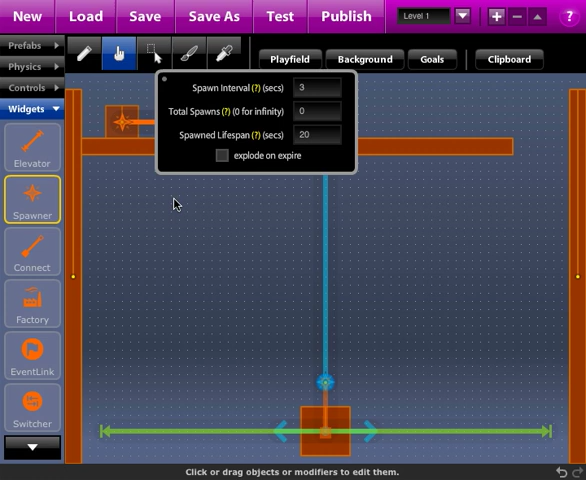 New Load Save Save As Test Publish Level 1 + − ?
Prefabs
Physics
Controls
Widgets
Playfield Background Goals Clipboard
Spawn Interval (?) (secs) 3
Total Spawns (?) (0 for infinity) 0
Spawned Lifespan (?) (secs) 20
explode on expire
Elevator
Spawner
Connect
Factory
EventLink
Switcher
Click or drag objects or modifiers to edit them.